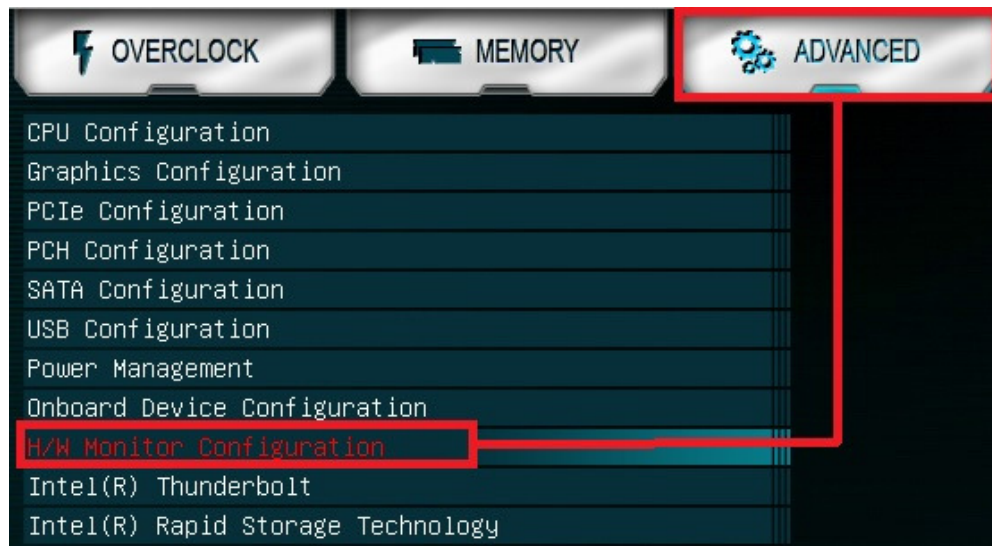 OVERCLOCK MEMORY ADVANCED
CPU Configuration
Graphics Configuration
PCIe Configuration
PCH Configuration
SATA Configuration
USB Configuration
Power Management
Onboard Device Configuration
H/W Monitor Configuration
Intel(R) Thunderbolt
Intel(R) Rapid Storage Technology